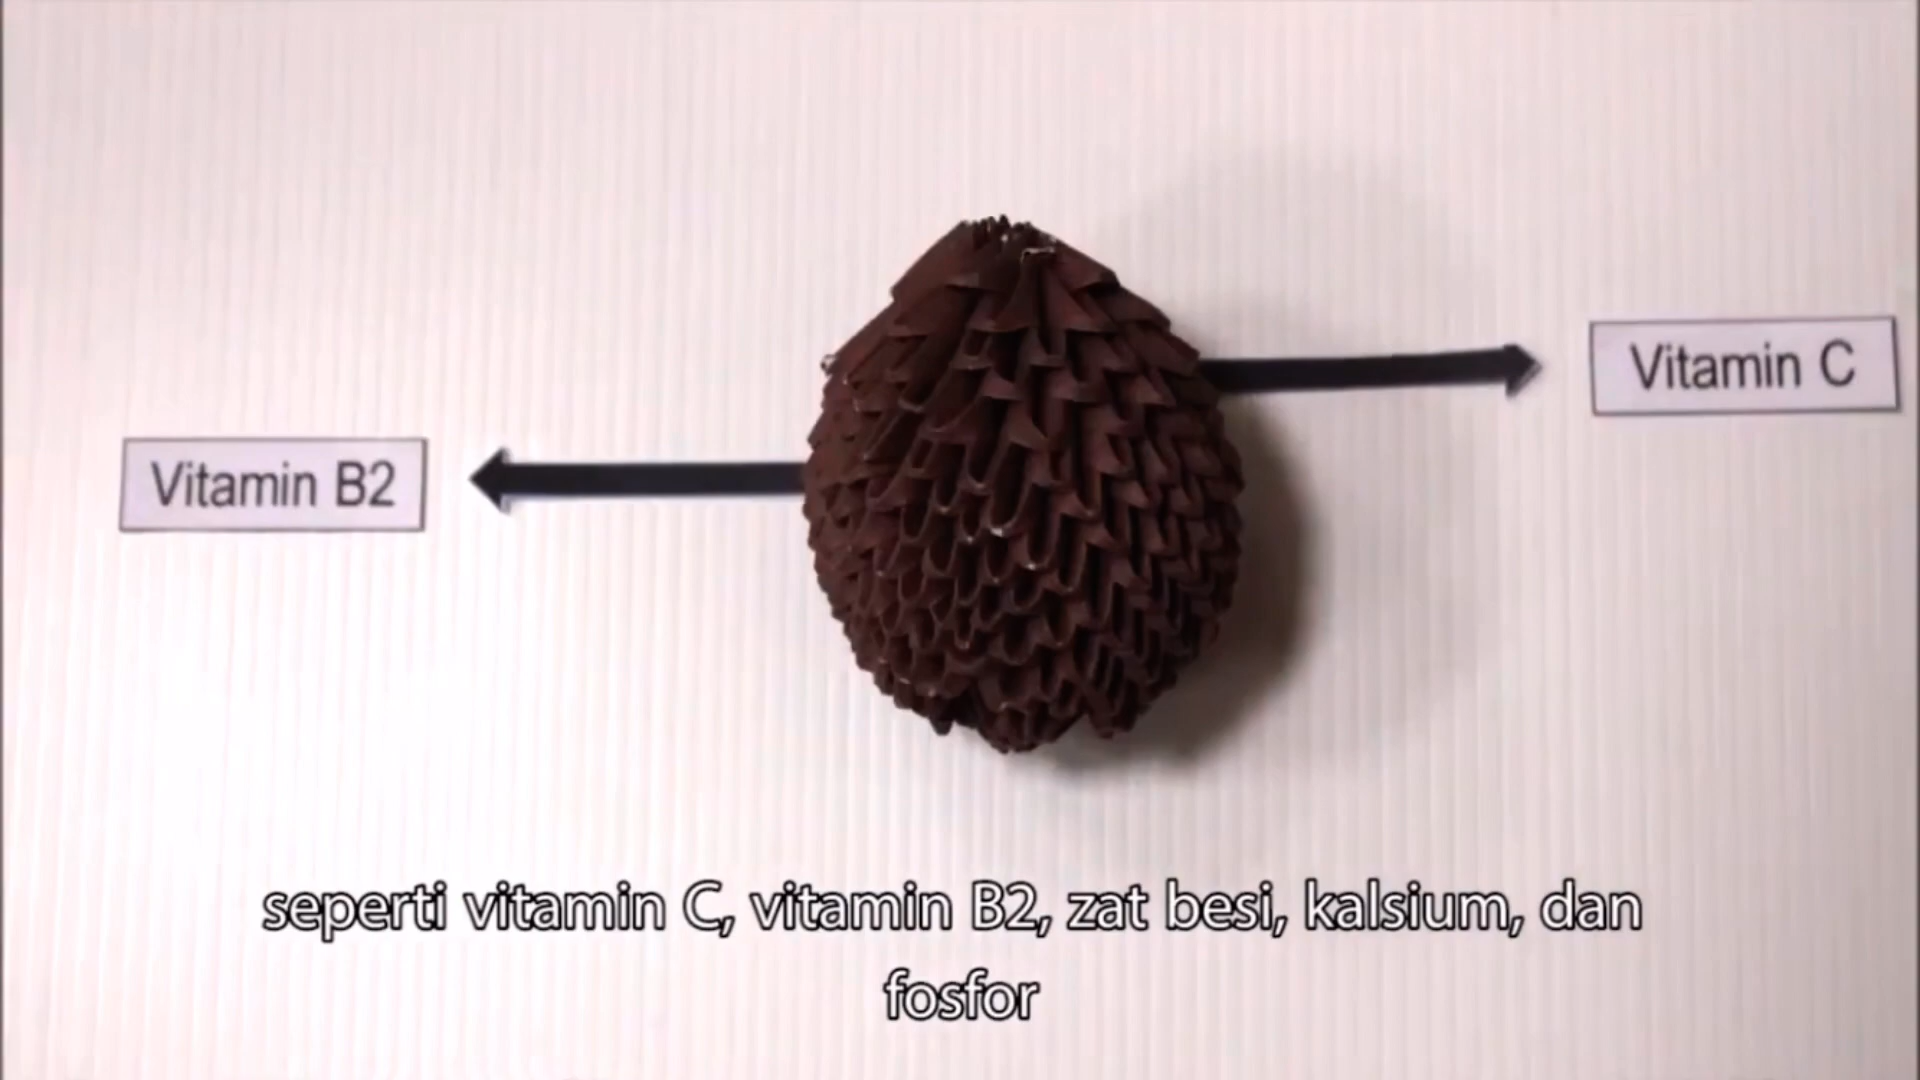 Vitamin C
Vitamin B2
seperti vitamin C, vitamin B2, zat besi, kalsium, dan
fosfor